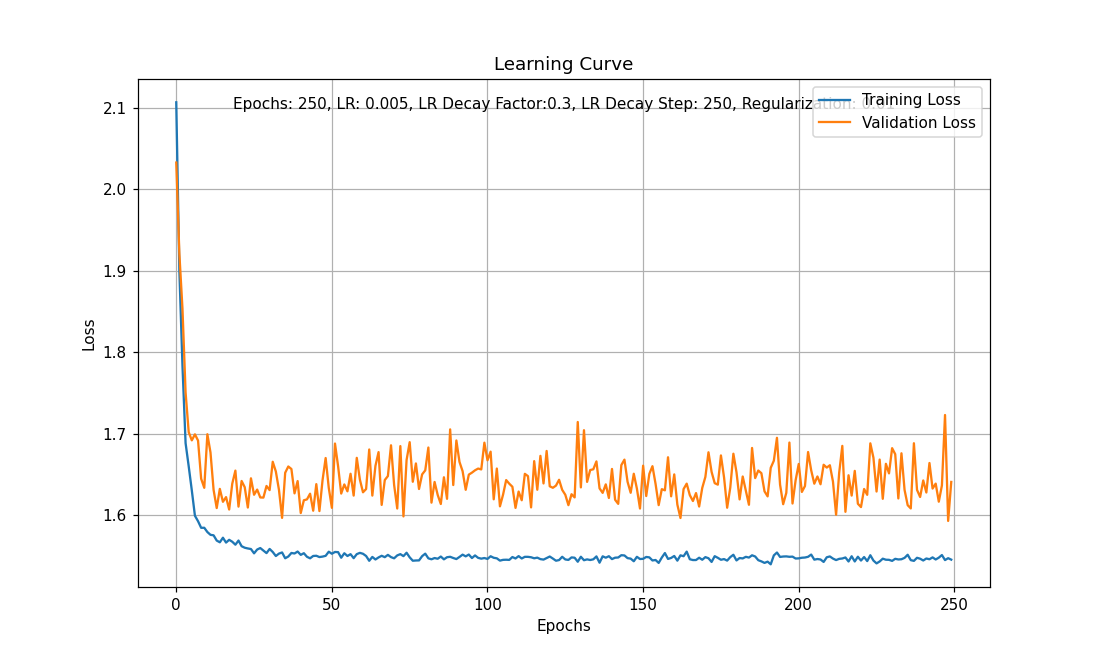 Learning Curve
Epochs: 250, LR: 0.005, LR Decay Factor:0.3, LR Decay Step: 250, Regularization: 0.01
Training Loss
Validation Loss
2.1
2.0
1.9
1.8
1.7
1.6
Loss
0 50 100 150 200 250
Epochs